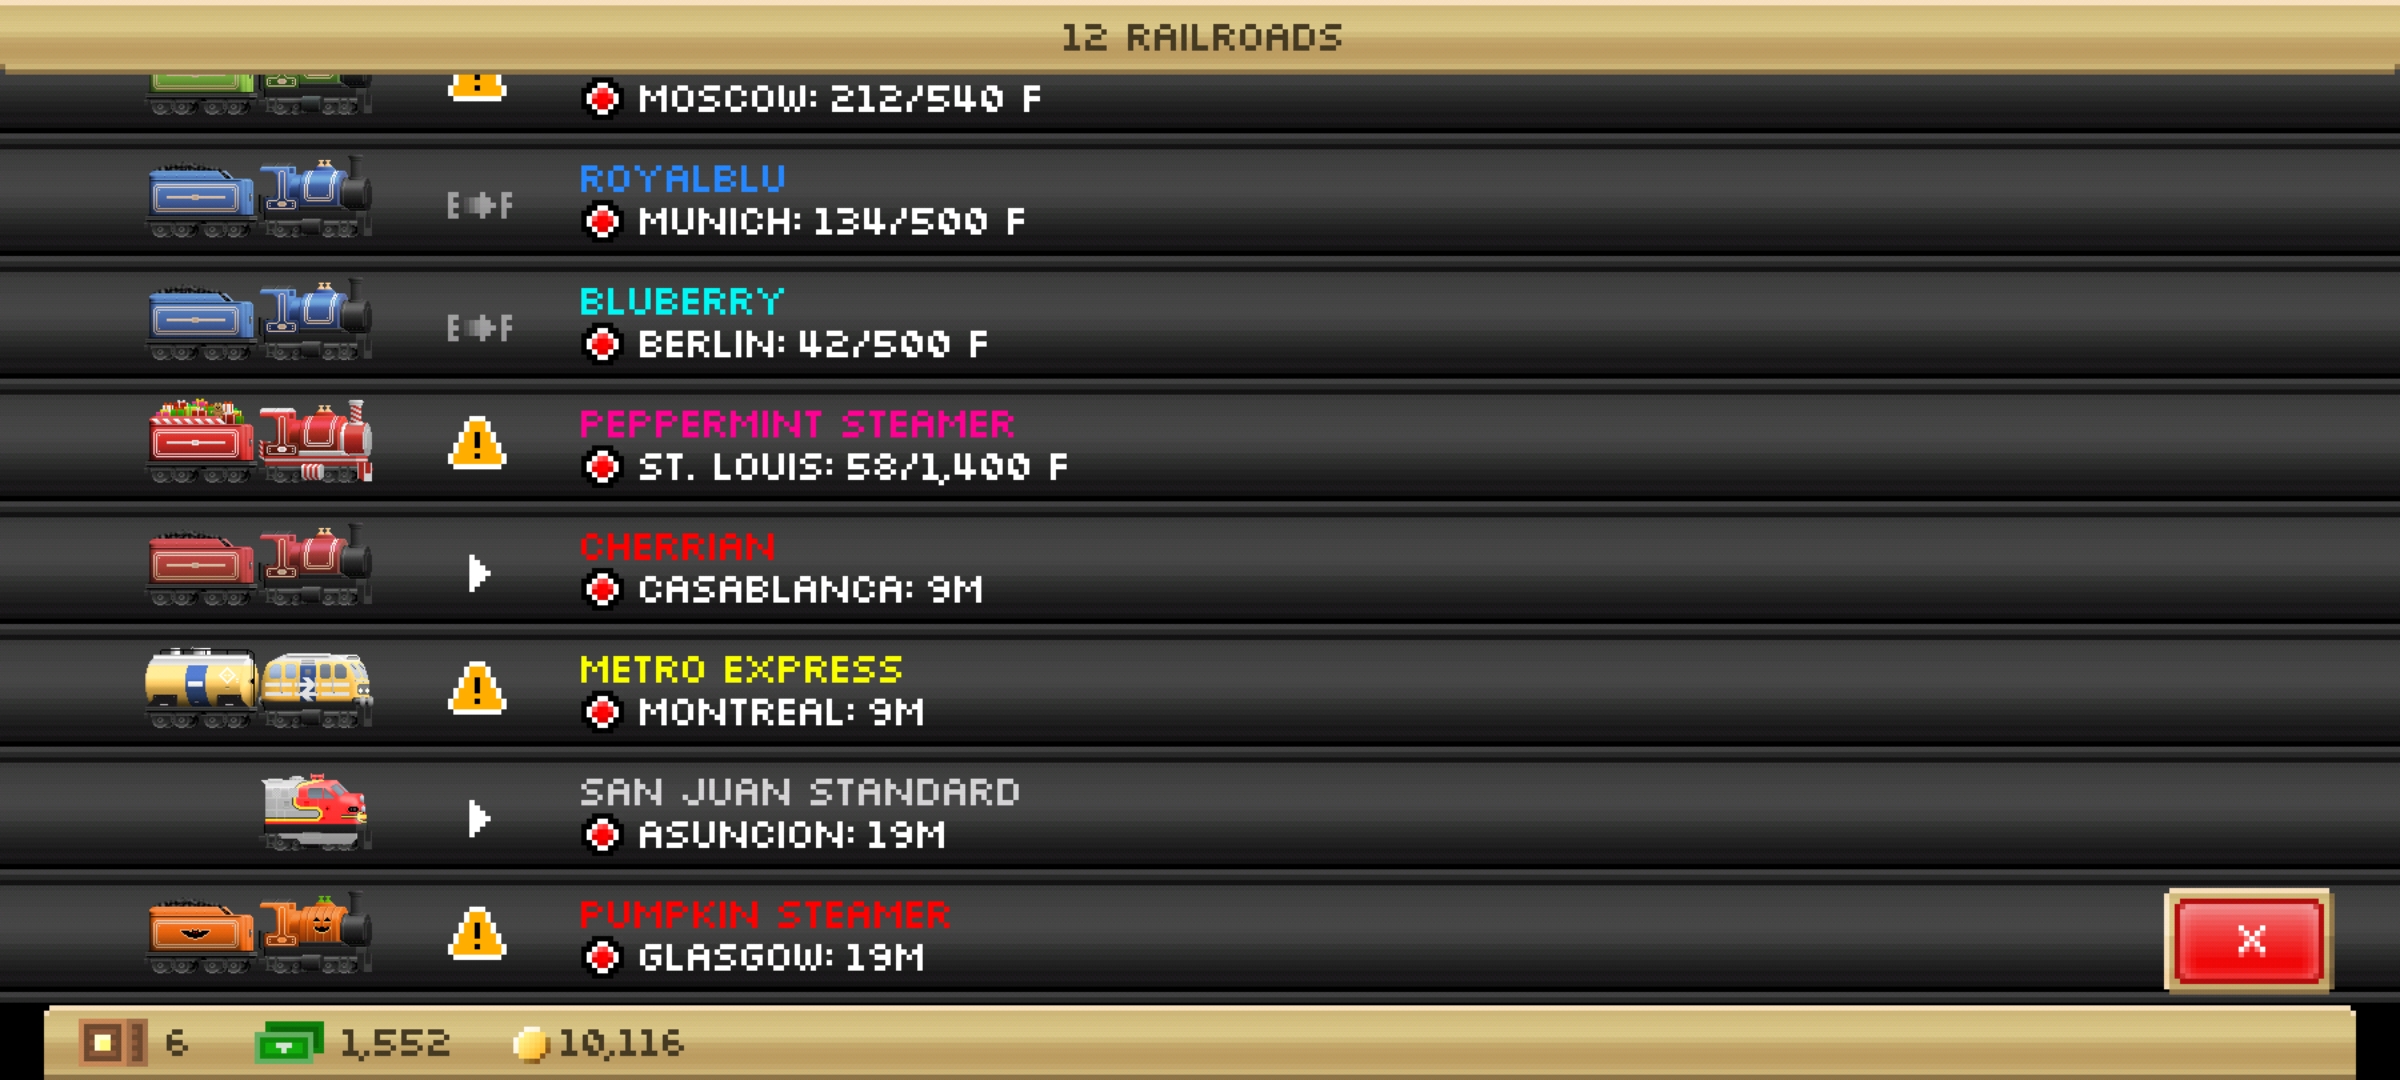 12 RAILROADS
MOSCOW: 212/540 F
ROYALBLU
E F
MUNICH: 134/500 F
BLUBERRY
E F
BERLIN: 42/500 F
PEPPERMINT STEAMER
ST. LOUIS: 58/1,400 F
CHERRIAN
CASABLANCA: 9M
METRO EXPRESS
MONTREAL: 9M
SAN JUAN STANDARD
ASUNCION: 19M
PUMPKIN STEAMER
GLASGOW: 19M
X
6 1,552 10,116